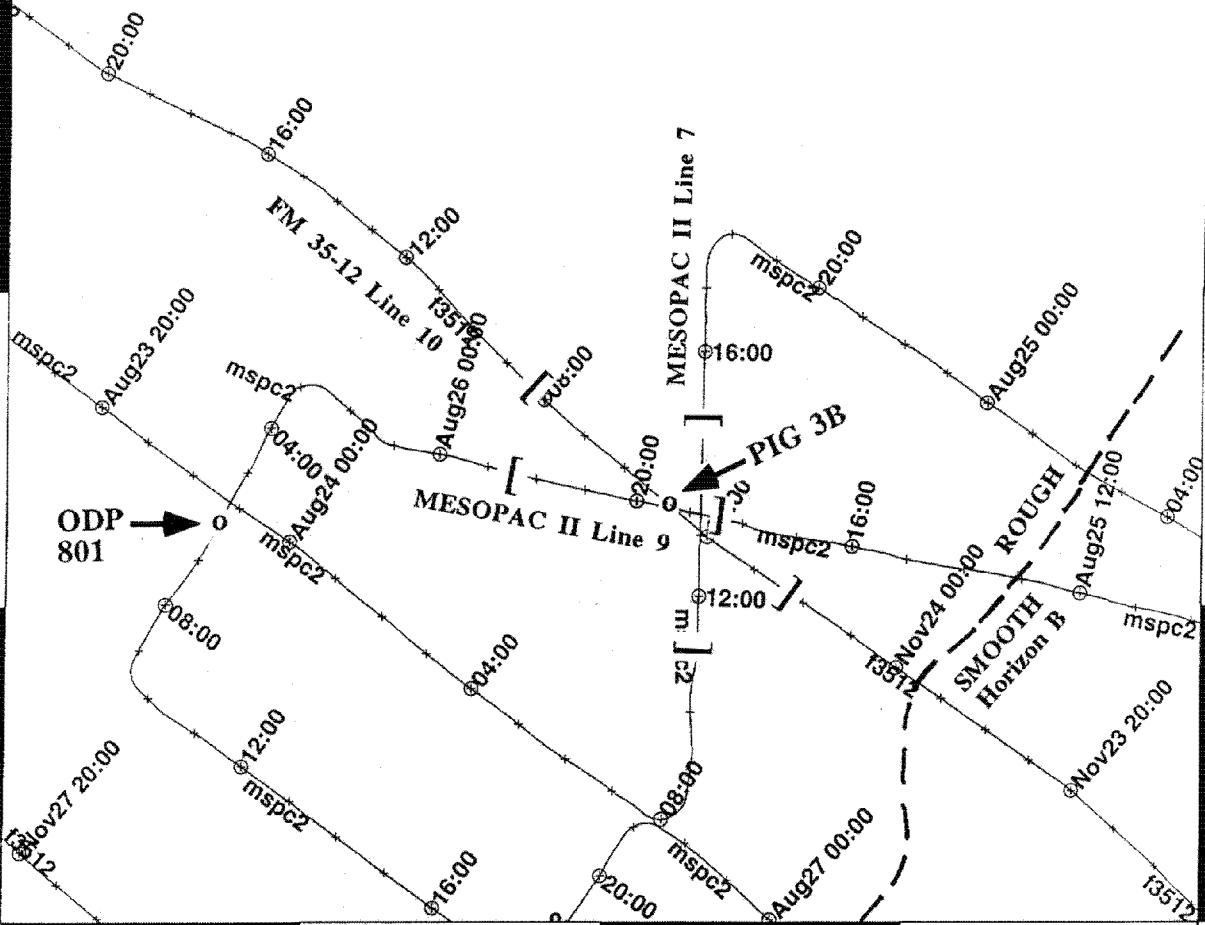 20:00
16:00
FM 35-12 Line 10
12:00
MESOPAC II Line 7
mspc2
20:00
Aug23 20:00
mspc2
mspc2
Aug26 00:00
08:00
16:00
Aug25 00:00
04:00
Aug24 00:00
PIG 3B
ODP
801
mspc2
MESOPAC II Line 9
20:00
mspc2
16:00
ROUGH
Aug25 12:00
04:00
08:00
12:00
Nov24 00:00
f3512
SMOOTH
Horizon B
mspc2
04:00
12:00
mspc2
Nov27 20:00
f3512
08:00
mspc2
Nov23 20:00
16:00
20:00
Aug27 00:00
f3512